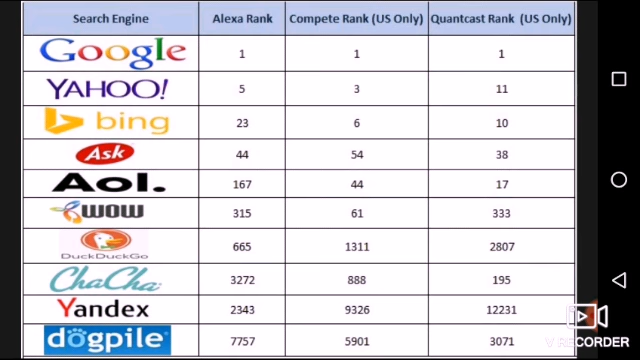 Search Engine Alexa Rank Compete Rank (US Only) Quantcast Rank (US Only)
Google 1 1 1
YAHOO! 5 3 11
bing 23 6 10
Ask 44 54 38
Aol. 167 44 17
WOW 315 61 333
DuckDuckGo 665 1311 2807
ChaCha 3272 888 195
Yandex 2343 9326 12231
dogpile 7757 5901 3071
V RECORDER